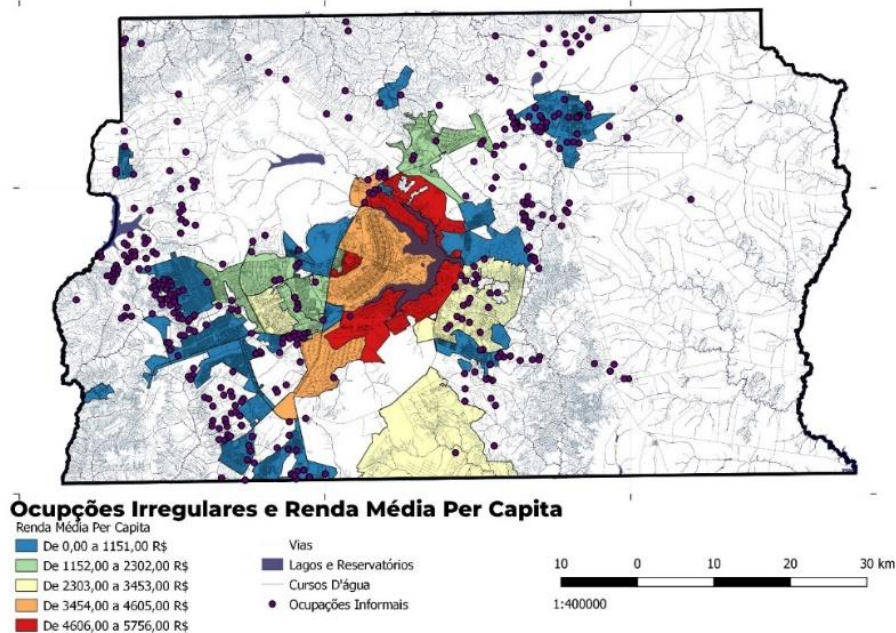 Ocupções Irregulares e Renda Média Per Capita
Renda Média Per Capita
De 0,00 a 1151,00 R$
De 1152,00 a 2302,00 R$
De 2303,00 a 3453,00 R$
De 3454,00 a 4605,00 R$
De 4606,00 a 5756,00 R$
Vias
Lagos e Reservatórios
Cursos D'água
Ocupações Informais
10 0 10 20 30 km
1:400000